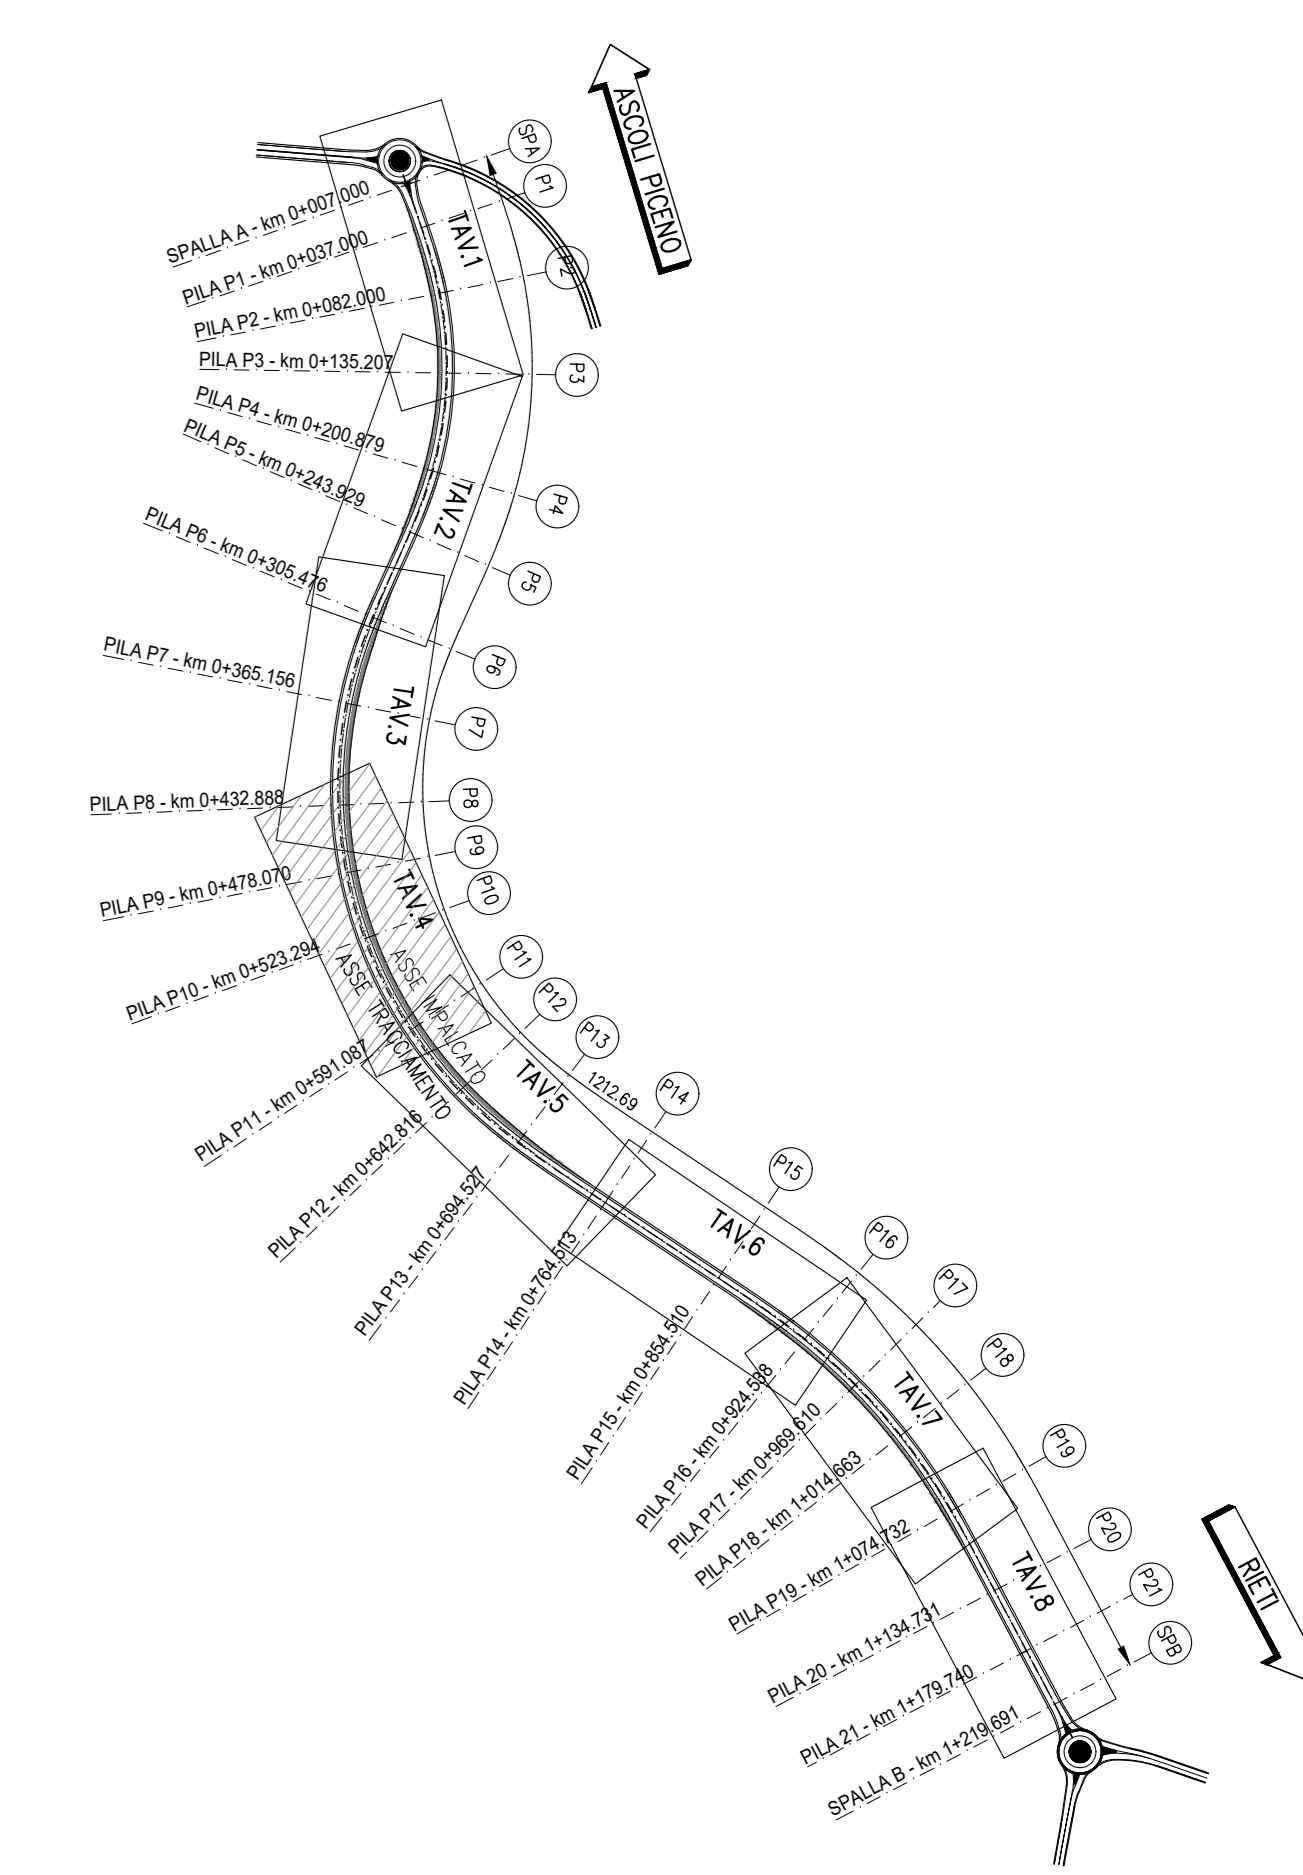 ASCOLI PICENO
SPA
P1
P2
P3
P4
P5
P6
P7
P8
P9
P10
P11
P12
P13
P14
P15
P16
P17
P18
P19
P20
P21
SPB
SPALLA A - km 0+007.000
PILA P1 - km 0+037.000
PILA P2 - km 0+082.000
PILA P3 - km 0+135.207
PILA P4 - km 0+200.879
PILA P5 - km 0+243.929
PILA P6 - km 0+305.476
PILA P7 - km 0+365.156
PILA P8 - km 0+432.888
PILA P9 - km 0+478.070
PILA P10 - km 0+523.294
PILA P11 - km 0+591.087
PILA P12 - km 0+642.816
PILA P13 - km 0+694.527
PILA P14 - km 0+764.513
PILA P15 - km 0+854.510
PILA P16 - km 0+924.538
PILA P17 - km 0+969.610
PILA P18 - km 1+014.663
PILA P19 - km 1+074.732
PILA 20 - km 1+134.731
PILA 21 - km 1+179.740
SPALLA B - km 1+219.691
TAV.1
TAV.2
TAV.3
TAV.4
ASSE IMPALCATO
ASSE TRACCIAMENTO
TAV.5
1212.69
TAV.6
TAV.7
TAV.8
RIETI